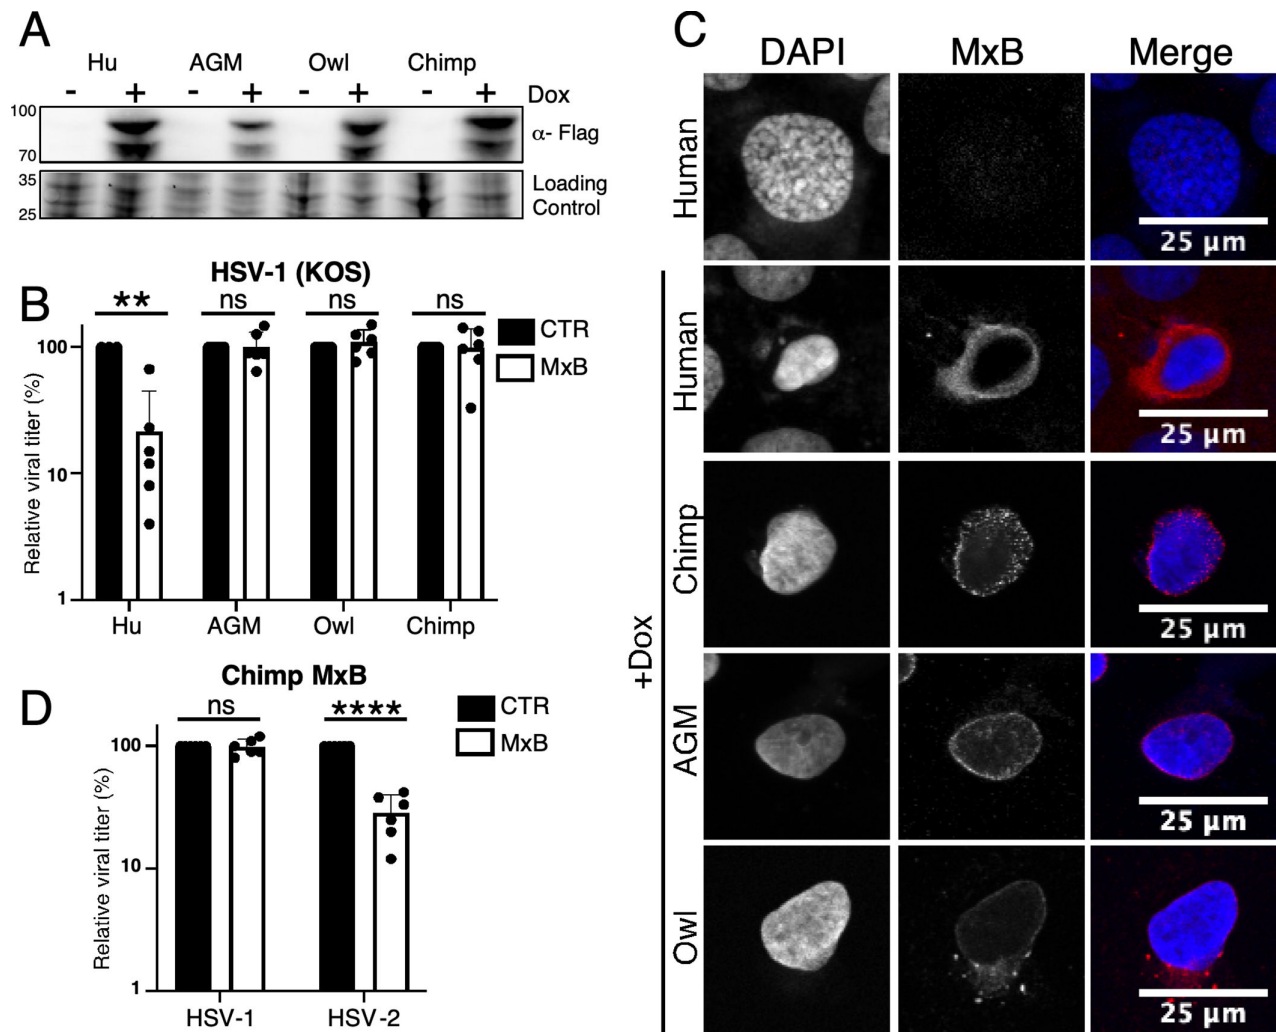 A
Hu AGM Owl Chimp
- + - + - + - + Dox
100
α- Flag
70
35
Loading
Control
25
HSV-1 (KOS)
B
** ns ns ns
CTR
MxB
Relative viral titer (%)
100
10
1
Hu AGM Owl Chimp
Chimp MxB
D
ns ****
CTR
MxB
Relative viral titer (%)
100
10
1
HSV-1 HSV-2
C
DAPI MxB Merge
Human
25 µm
+Dox
Human
25 µm
Chimp
25 µm
AGM
25 µm
Owl
25 µm